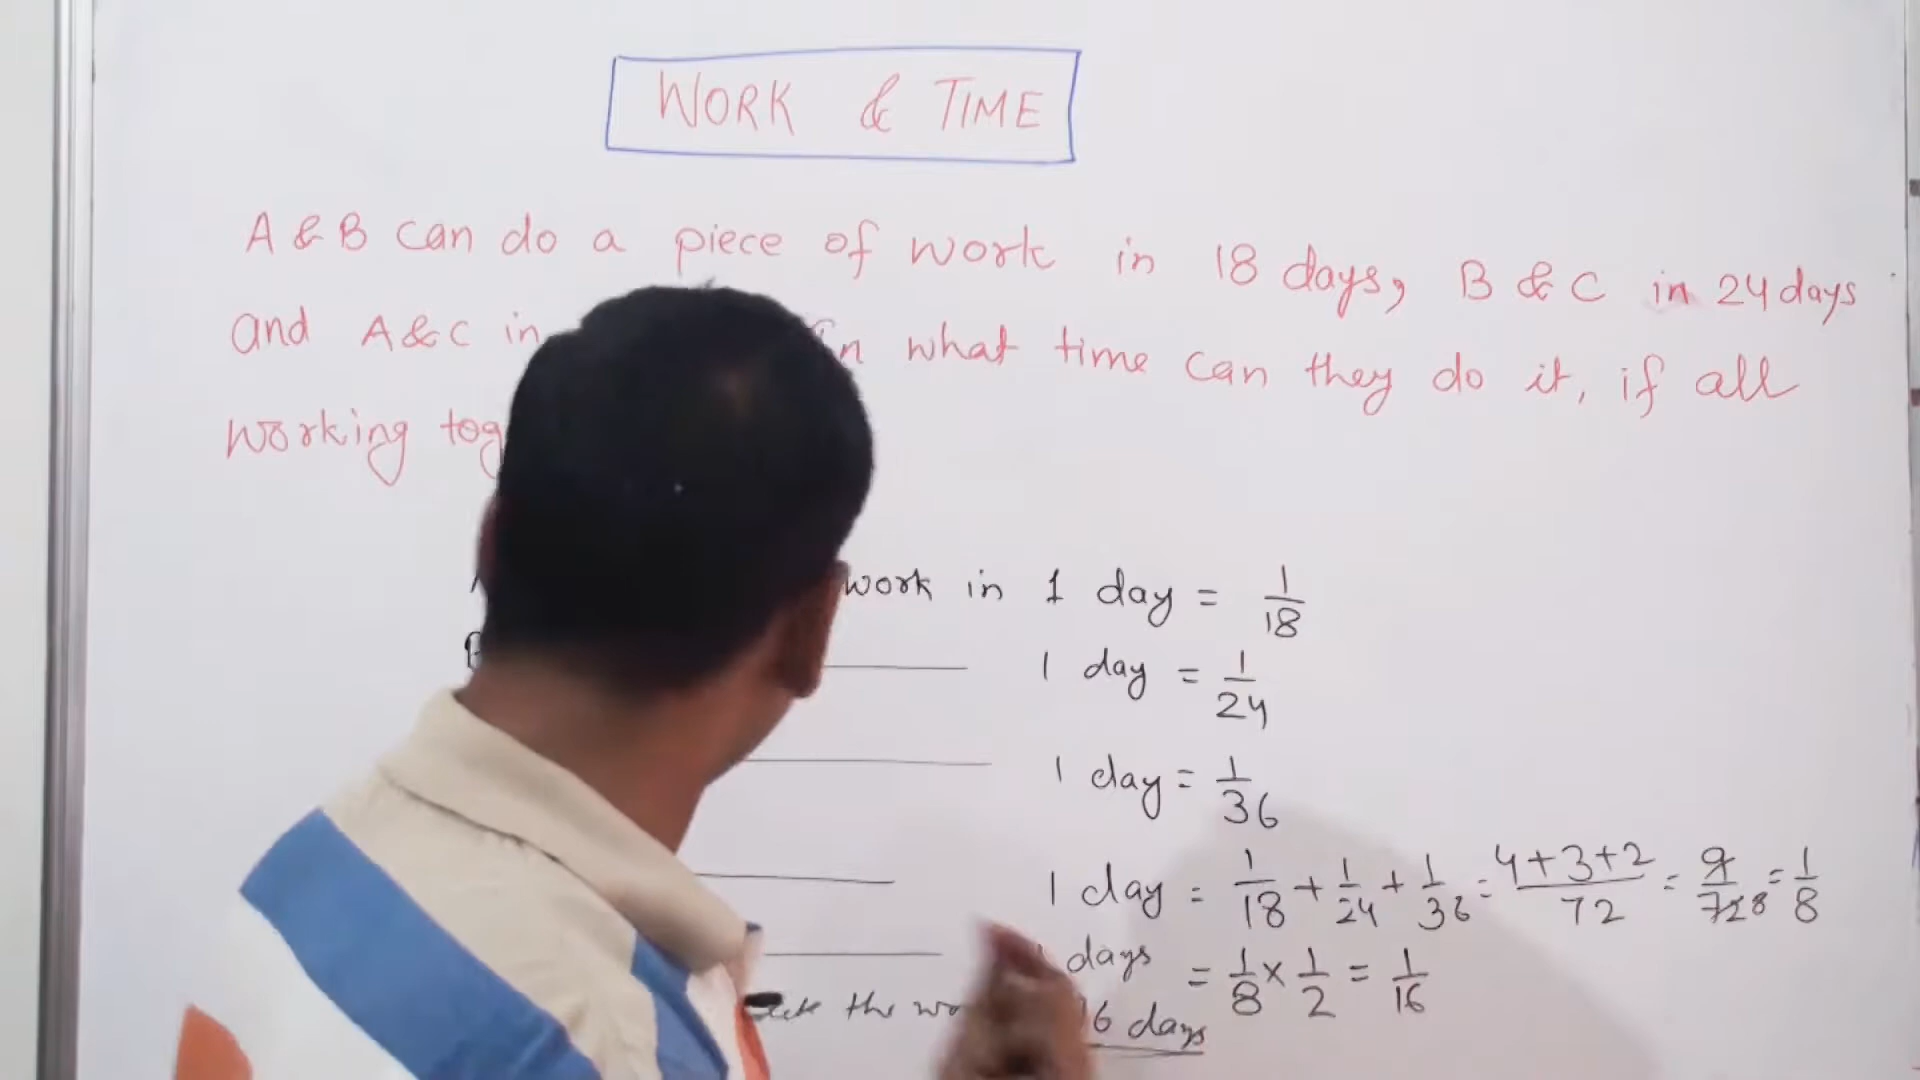 WORK & TIME
A & B can do a piece of work in 18 days, B & C in 24 days
and A & C in what time can they do it, if all
working
work in 1 day = 1/18
1 day = 1/24
1 day = 1/36
1 day = 1/18 + 1/24 + 1/36 = 4+3+2/72 = 9/72 8 = 1/8
days = 1/8 × 1/2 = 1/16
the 16 days